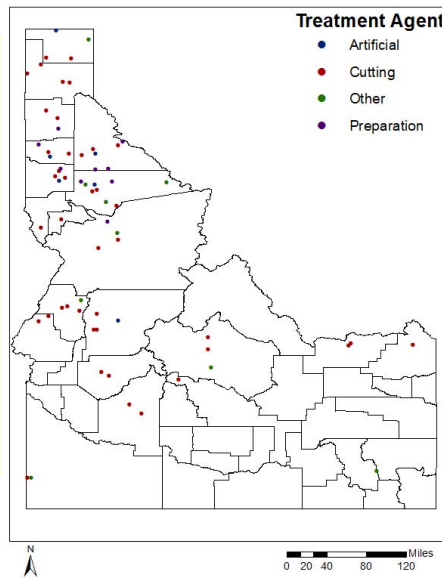 Treatment Agent
Artificial
Cutting
Other
Preparation
N
Miles
0 20 40 80 120